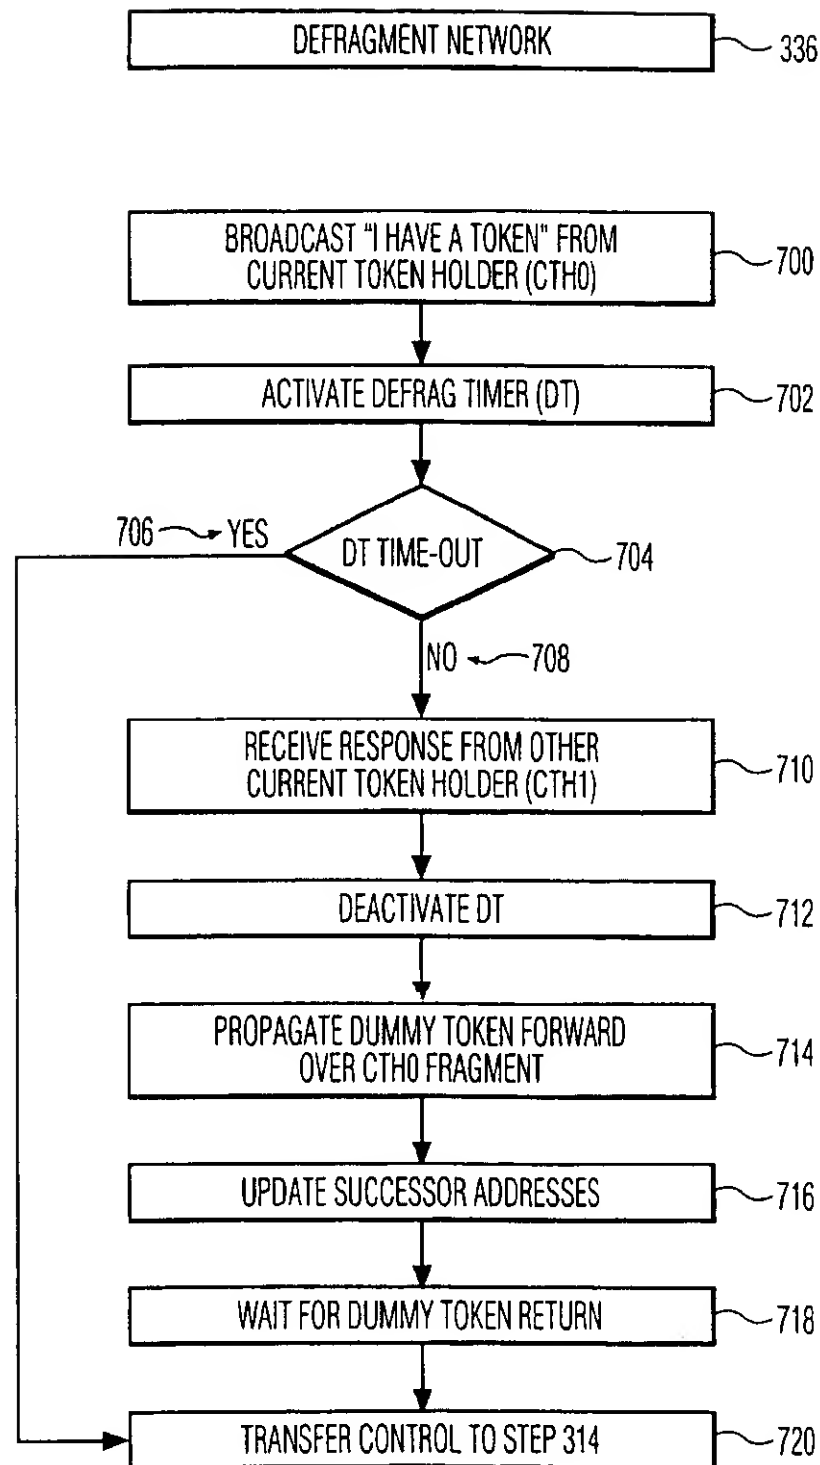 DEFRAGMENT NETWORK
336
BROADCAST "I HAVE A TOKEN" FROM
CURRENT TOKEN HOLDER (CTH0)
700
ACTIVATE DEFRAG TIMER (DT)
702
706
YES
DT TIME-OUT
704
NO
708
RECEIVE RESPONSE FROM OTHER
CURRENT TOKEN HOLDER (CTH1)
710
DEACTIVATE DT
712
PROPAGATE DUMMY TOKEN FORWARD
OVER CTH0 FRAGMENT
714
UPDATE SUCCESSOR ADDRESSES
716
WAIT FOR DUMMY TOKEN RETURN
718
TRANSFER CONTROL TO STEP 314
720